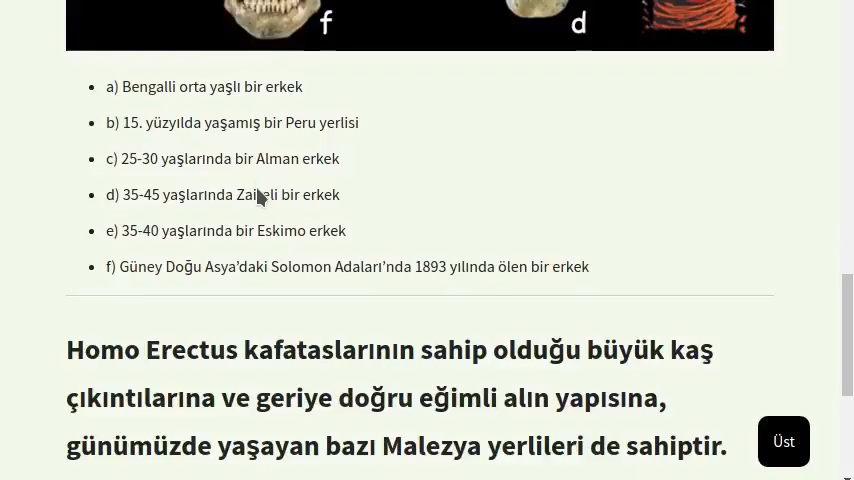 f
d
a) Bengalli orta yaşlı bir erkek
b) 15. yüzyılda yaşamış bir Peru yerlisi
c) 25-30 yaşlarında bir Alman erkek
d) 35-45 yaşlarında Zaireli bir erkek
e) 35-40 yaşlarında bir Eskimo erkek
f) Güney Doğu Asya’daki Solomon Adaları’nda 1893 yılında ölen bir erkek
Homo Erectus kafataslarının sahip olduğu büyük kaş
çıkıntılarına ve geriye doğru eğimli alın yapısına,
günümüzde yaşayan bazı Malezya yerlileri de sahiptir.
Üst